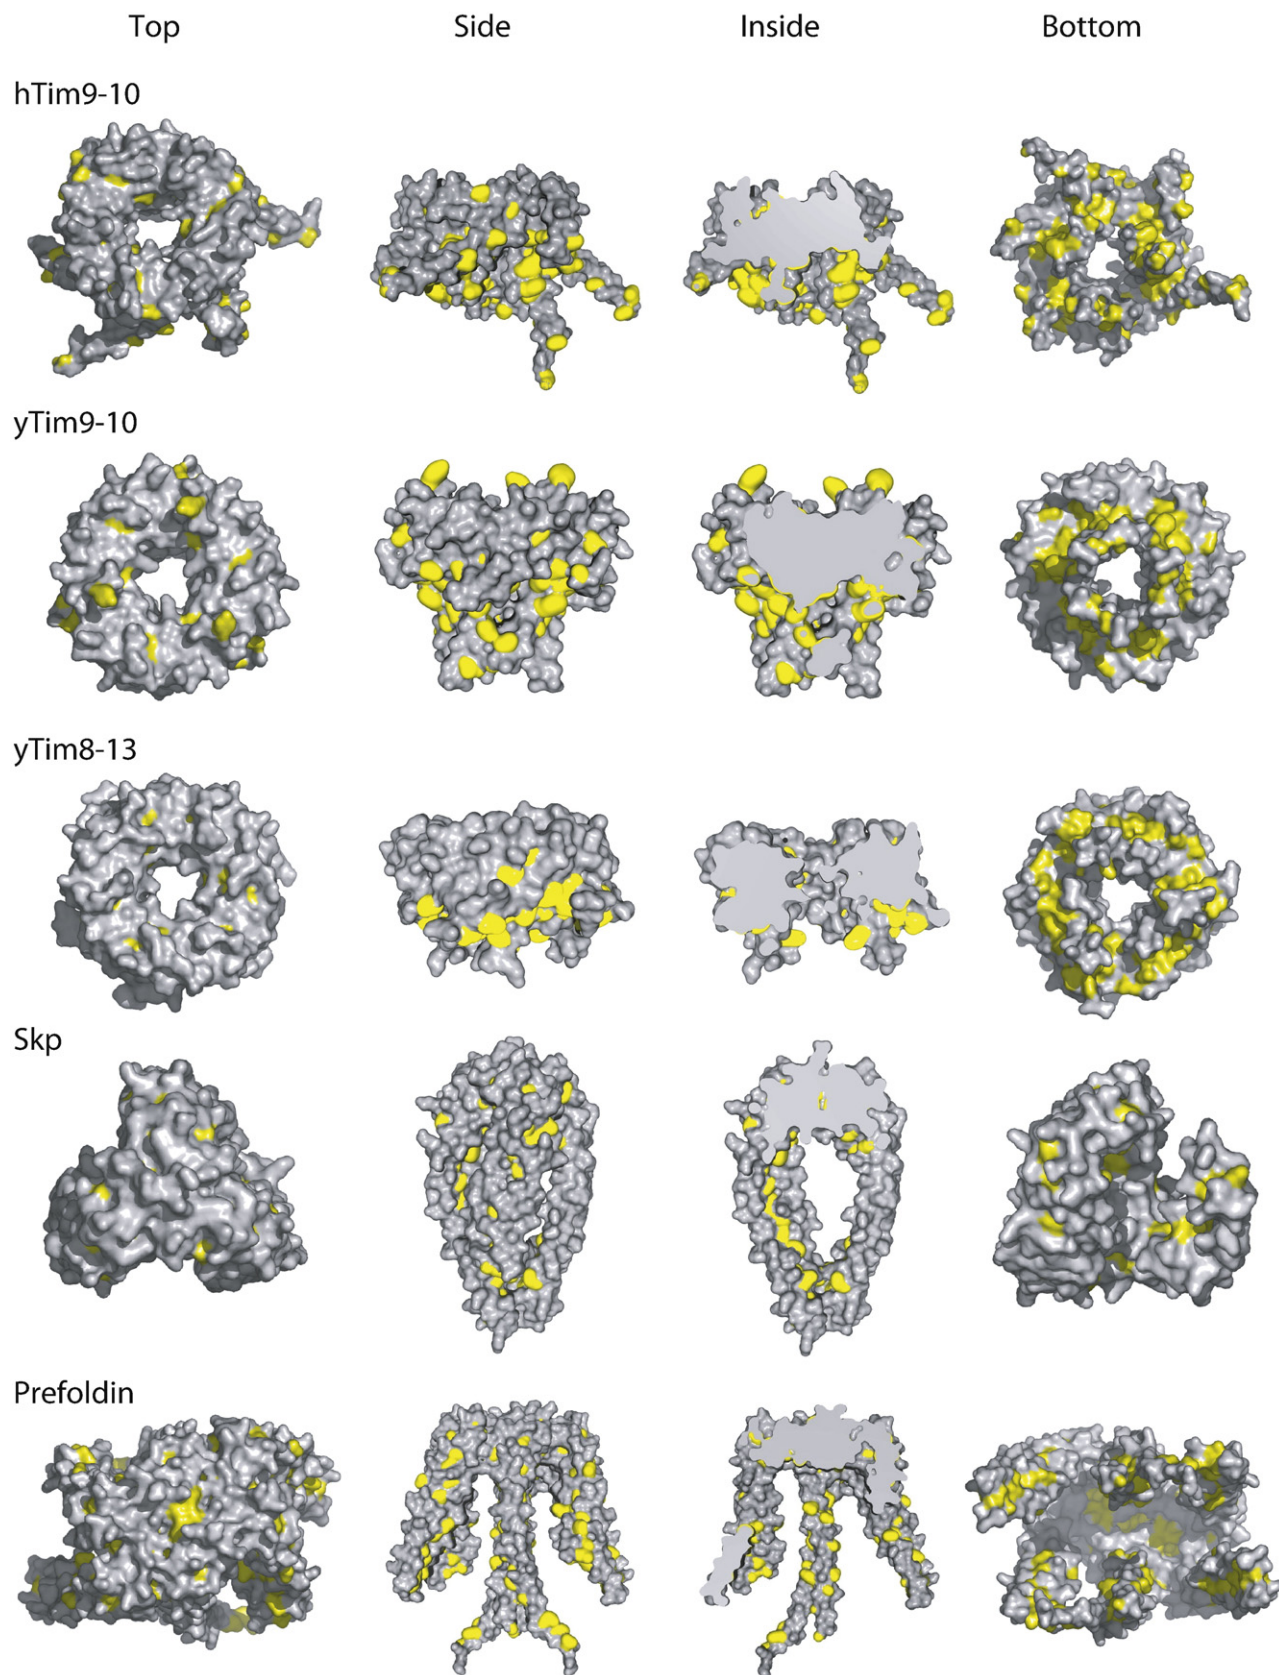 Top Side Inside Bottom
hTim9-10
yTim9-10
yTim8-13
Skp
Prefoldin